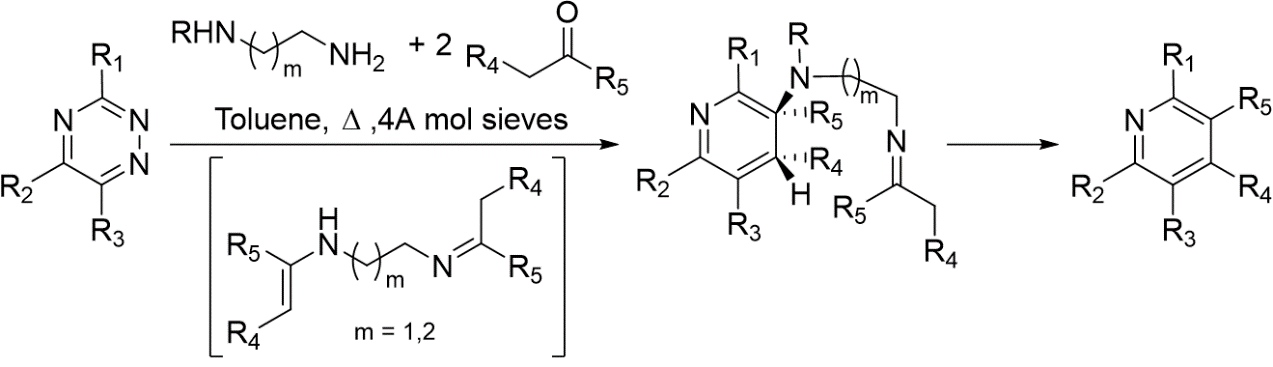 R1
N
N
N
R2
R3
RHN
( )m
NH2
+ 2
R4
O
R5
Toluene, Δ ,4A mol sieves
R4
H
R5
N
( )m
N
R5
R4
m = 1,2
R
R1
N
( )m
N
R5
R4
N
R2
H
R3
R5
R4
R1
R5
N
R2
R4
R3